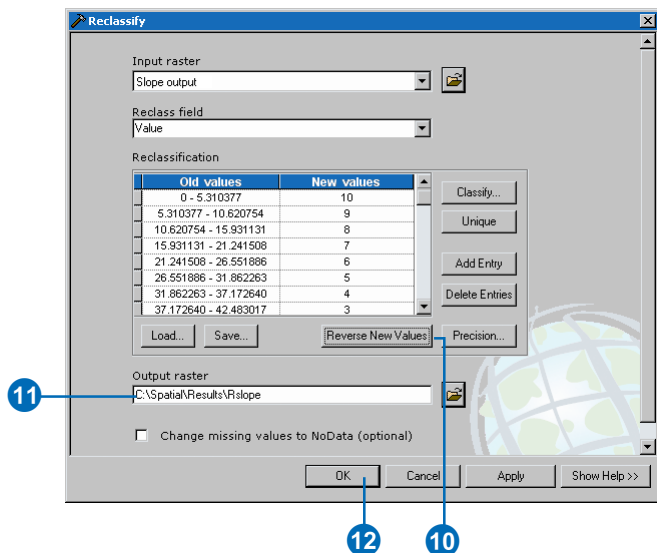 Reclassify
Input raster
Slope output
Reclass field
Value
Reclassification
Old values New values
0 - 5.310377 10
5.310377 - 10.620754 9
10.620754 - 15.931131 8
15.931131 - 21.241508 7
21.241508 - 26.551886 6
26.551886 - 31.862263 5
31.862263 - 37.172640 4
37.172640 - 42.483017 3
Classify...
Unique
Add Entry
Delete Entries
Load... Save... Reverse New Values Precision...
Output raster
11 C:\Spatial\Results\Rslope
Change missing values to NoData (optional)
OK Cancel Apply Show Help >>
12 10